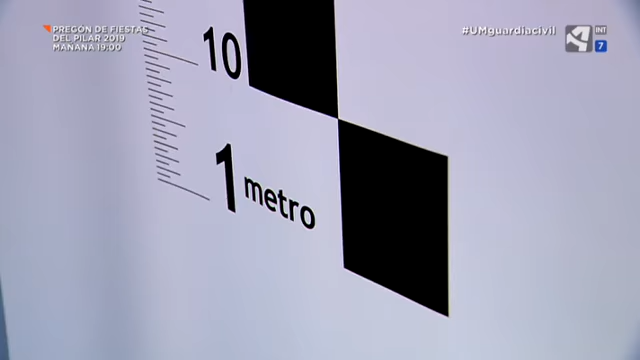 PREGÓN DE FIESTAS
DEL PILAR 2019
MAÑANA 19:00
#UMguardiacivil
INT
7
10
1 metro